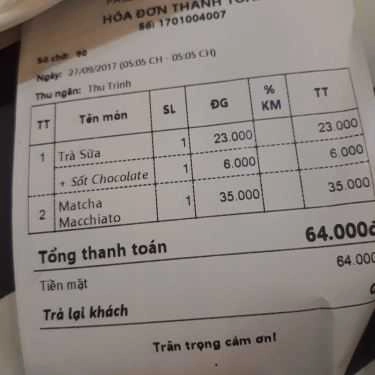 HÓA ĐƠN THANH TOÁN
Số: 1701004007
Số chờ: 90
Ngày: 27/09/2017 (05:05 CH - 05:05 CH)
Thu ngân: Thu Trinh
TT Tên món SL ĐG % KM TT
1 Trà Sữa 1 23.000 23.000
+ Sốt Chocolate 1 6.000 6.000
2 Matcha Macchiato 1 35.000 35.000
Tổng thanh toán 64.000đ
Tiền mặt 64.000
Trả lại khách
Trân trọng cảm ơn!